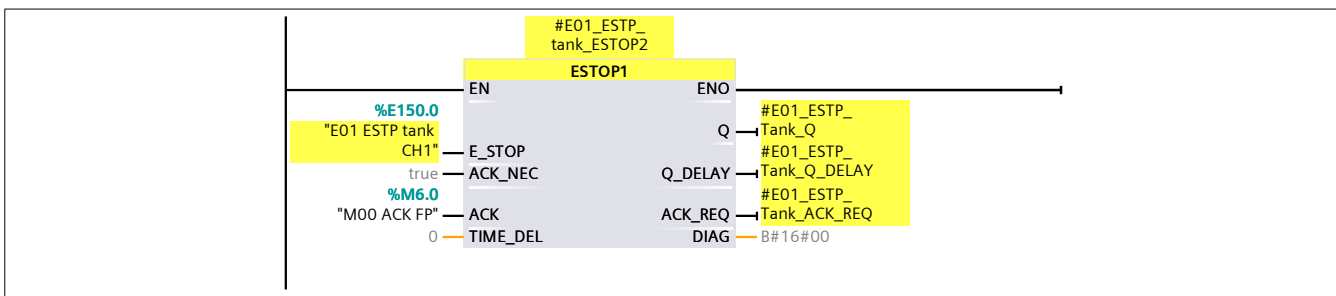 #E01_ESTP_
tank_ESTOP2
ESTOP1
EN ENO
%E150.0
"E01 ESTP tank
CH1" E_STOP
#E01_ESTP_
Q Tank_Q
#E01_ESTP_
true ACK_NEC Q_DELAY Tank_Q_DELAY
%M6.0 #E01_ESTP_
"M00 ACK FP" ACK ACK_REQ Tank_ACK_REQ
0 TIME_DEL DIAG B#16#00